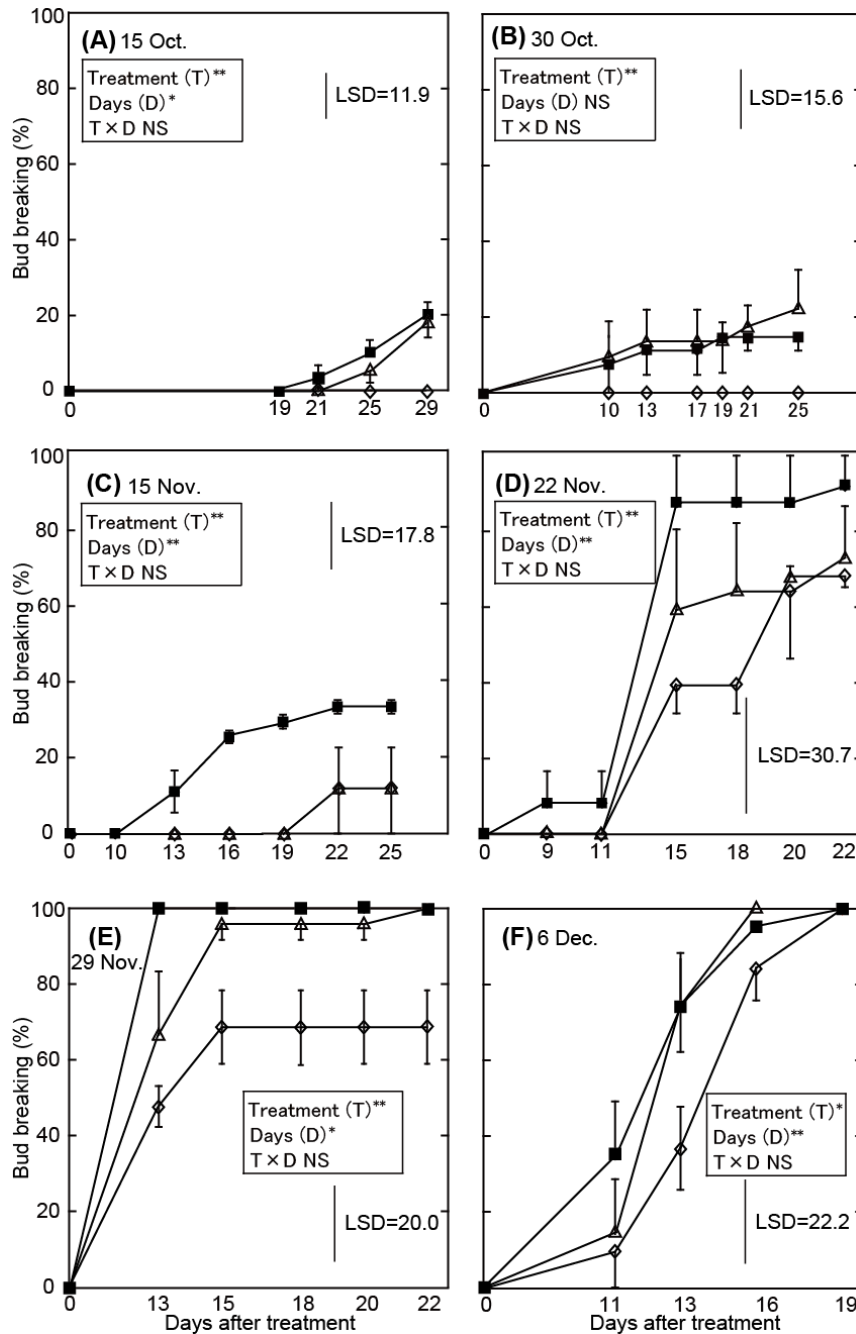 (A) 15 Oct.
Treatment (T)**
Days (D)*
T×D NS
LSD=11.9
100
80
60
40
20
0
Bud breaking (%)
0 19 21 25 29
(B) 30 Oct.
Treatment (T)**
Days (D) NS
T×D NS
LSD=15.6
0 10 13 17 19 21 25
(C) 15 Nov.
Treatment (T)**
Days (D)**
T×D NS
LSD=17.8
100
80
60
40
20
0
Bud breaking (%)
0 10 13 16 19 22 25
(D) 22 Nov.
Treatment (T)**
Days (D)**
T×D NS
LSD=30.7
0 9 11 15 18 20 22
(E)
29 Nov.
Treatment (T)**
Days (D)*
T×D NS
LSD=20.0
100
80
60
40
20
0
Bud breaking (%)
0 13 15 18 20 22
Days after treatment
(F) 6 Dec.
Treatment (T)*
Days (D)**
T×D NS
LSD=22.2
0 11 13 16 19
Days after treatment